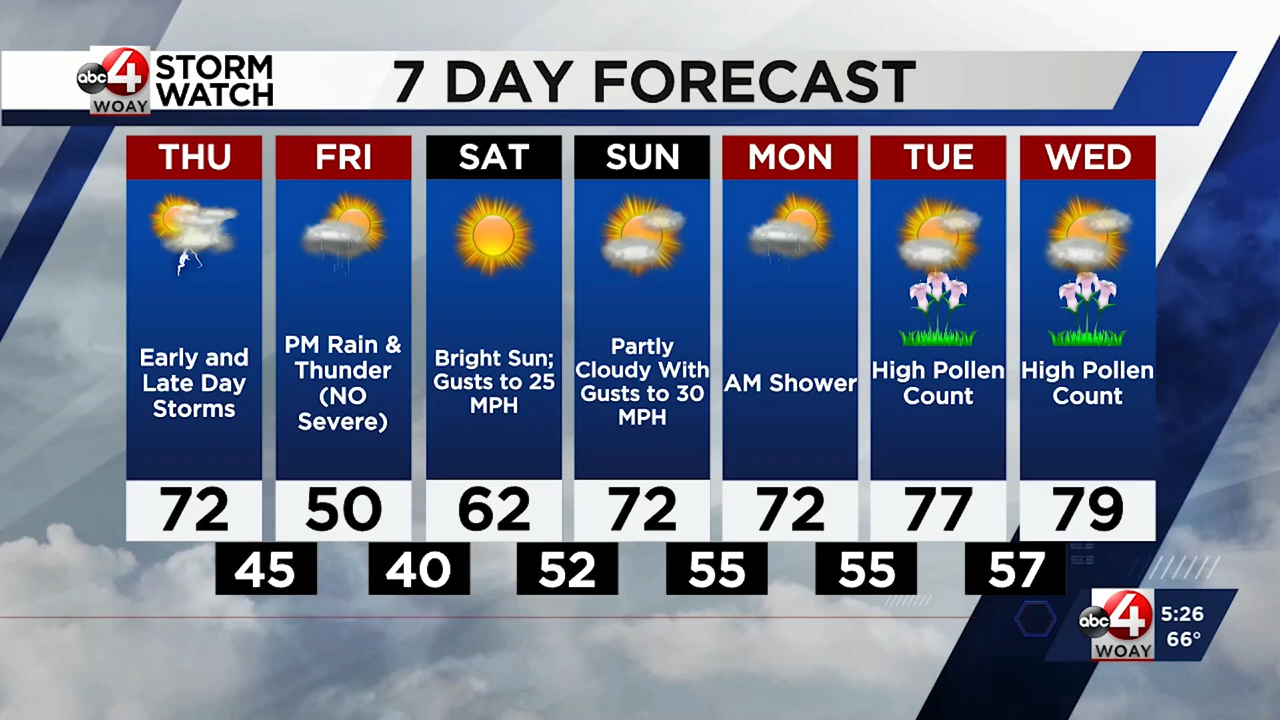 abc 4
WOAY
STORM
WATCH
7 DAY FORECAST
THU
Early and
Late Day
Storms
72
45
FRI
PM Rain &
Thunder
(NO
Severe)
50
40
SAT
Bright Sun;
Gusts to 25
MPH
62
52
SUN
Partly
Cloudy With
Gusts to 30
MPH
72
55
MON
AM Shower
72
55
TUE
High Pollen
Count
77
57
WED
High Pollen
Count
79
abc 4
WOAY
5:26
66°